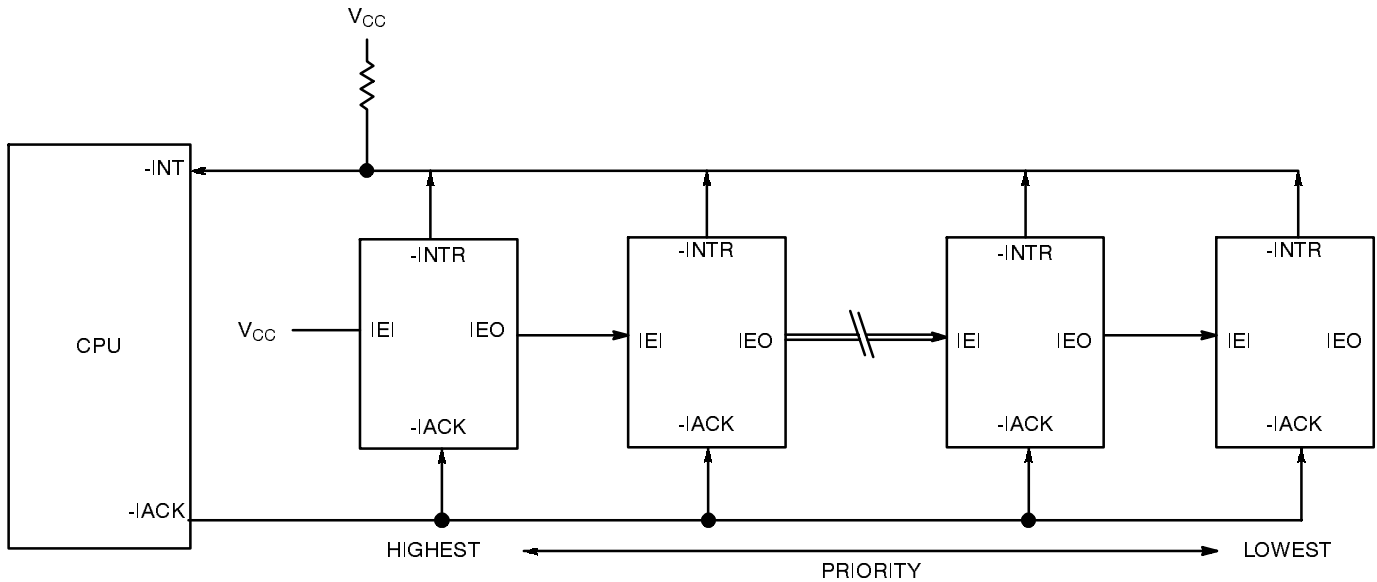 VCC
-INT
-INTR
-INTR
-INTR
-INTR
VCC
IEI
IEO
IEI
IEO
IEI
IEO
IEI
IEO
CPU
-IACK
-IACK
-IACK
-IACK
-IACK
HIGHEST
LOWEST
PRIORITY